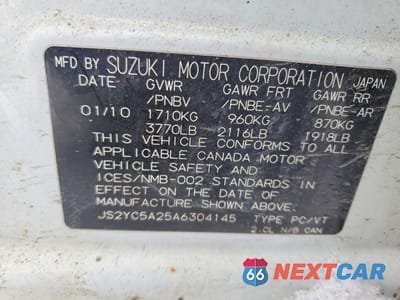 MFD BY SUZUKI MOTOR CORPORATION JAPAN
DATE GVWR GAWR FRT GAWR RR
/PNBV /PNBE-AV /PNBE-AR
01/10 1710KG 960KG 870KG
3770LB 2116LB 1918LB
THIS VEHICLE CONFORMS TO ALL
APPLICABLE CANADA MOTOR
VEHICLE SAFETY AND
ICES/NMB-002 STANDARDS IN
EFFECT ON THE DATE OF
MANUFACTURE SHOWN ABOVE.
JS2YC5A25A6304145 TYPE PC/VT
2.0L N/B CAN
66 NEXTCAR